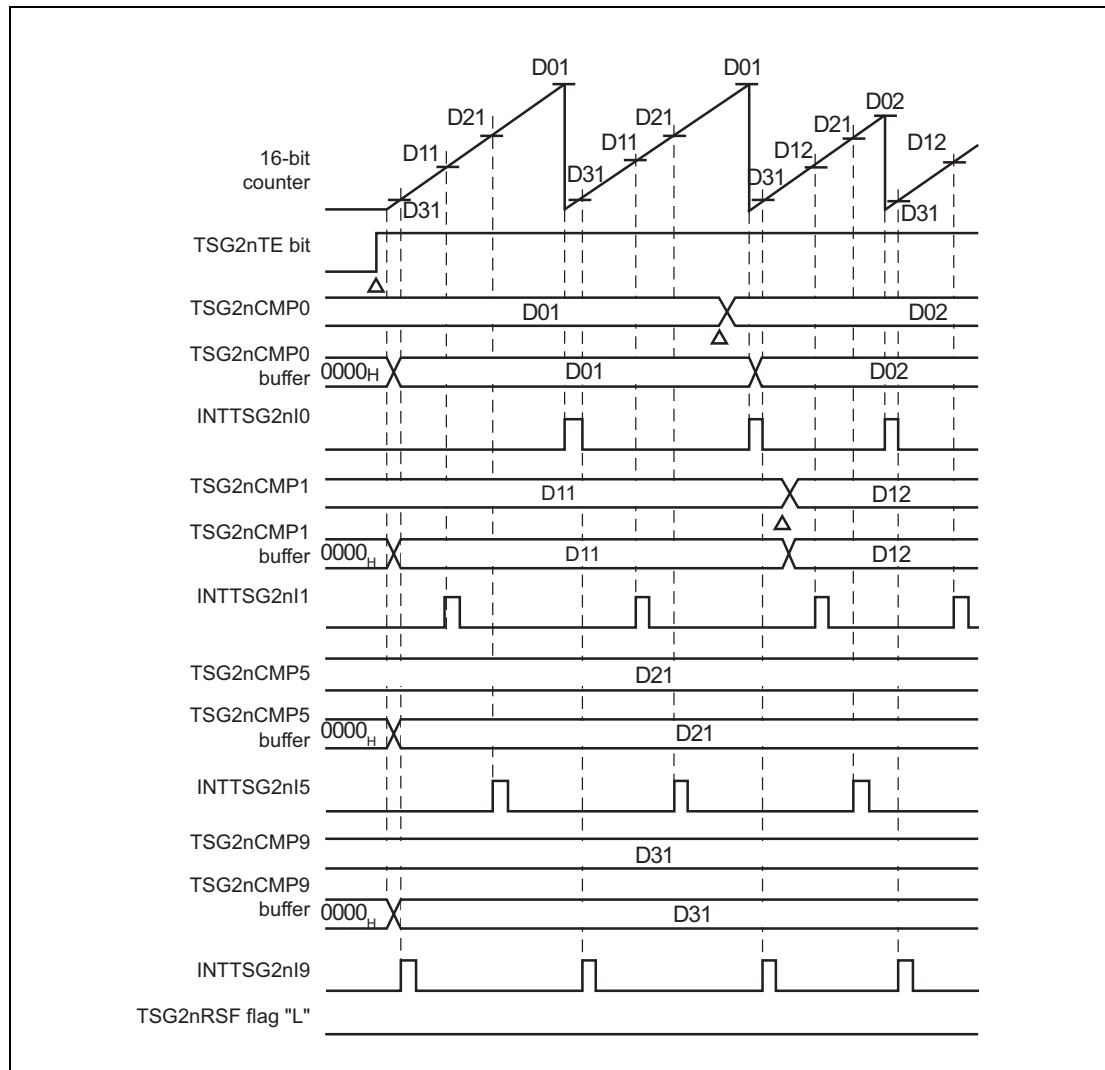 D01 D01
D02
D21 D21 D21
D11 D11 D12 D12
16-bit
counter
D31 D31
D31 D31
TSG2nTE bit
TSG2nCMP0
D01 D02
TSG2nCMP0
buffer
0000H D01 D02
INTTSG2nI0
TSG2nCMP1
D11 D12
TSG2nCMP1
buffer
0000H D11 D12
INTTSG2nI1
TSG2nCMP5
D21
TSG2nCMP5
buffer
0000H D21
INTTSG2nI5
TSG2nCMP9
D31
TSG2nCMP9
buffer
0000H D31
INTTSG2nI9
TSG2nRSF flag "L"